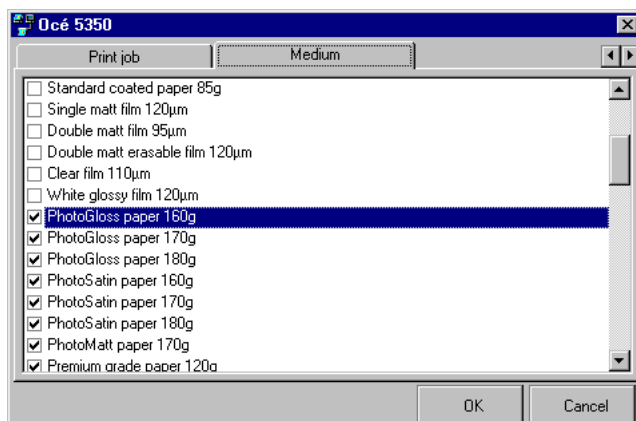 Océ 5350
Print job Medium
Standard coated paper 85g
Single matt film 120µm
Double matt film 95µm
Double matt erasable film 120µm
Clear film 110µm
White glossy film 120µm
PhotoGloss paper 160g
PhotoGloss paper 170g
PhotoGloss paper 180g
PhotoSatin paper 160g
PhotoSatin paper 170g
PhotoSatin paper 180g
PhotoMatt paper 170g
Premium grade paper 120g
OK Cancel